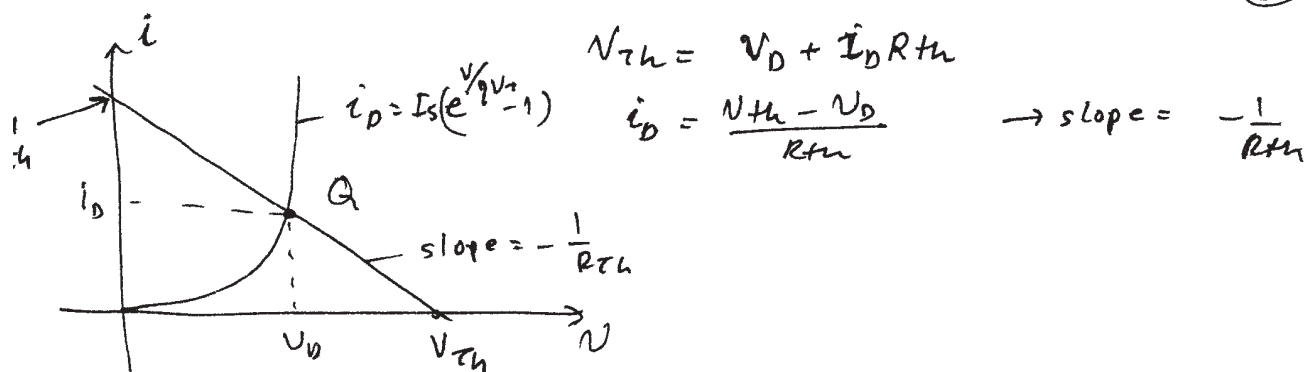 i
V_Th = V_D + I_D R_th
i_D = I_s(e^{V/ηV_T} - 1)
i_D = (V_th - V_D) / R_th → slope = - 1/R_th
i_D
Q
slope = - 1/R_Th
V_D V_Th V